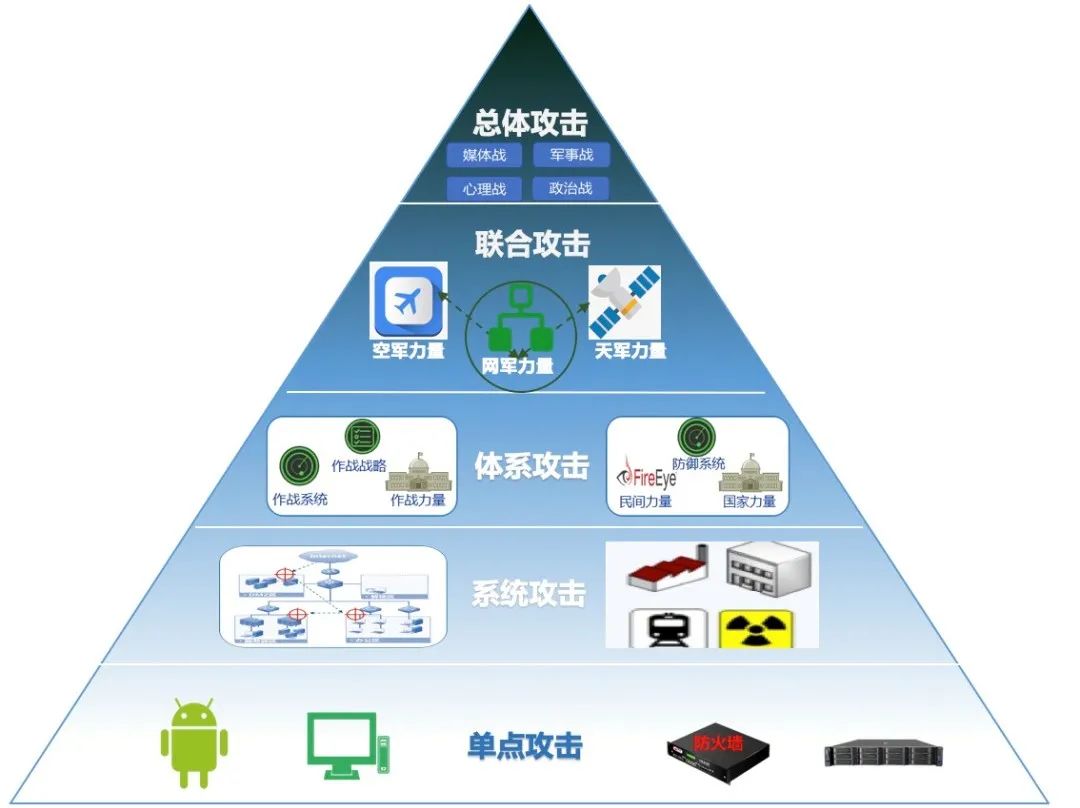 总体攻击
媒体战 军事战
心理战 政治战
联合攻击
空军力量
网军力量
天军力量
体系攻击
作战战略
作战系统
作战力量
防御系统
FireEye
民间力量
国家力量
系统攻击
Internet
单点攻击
防火墙